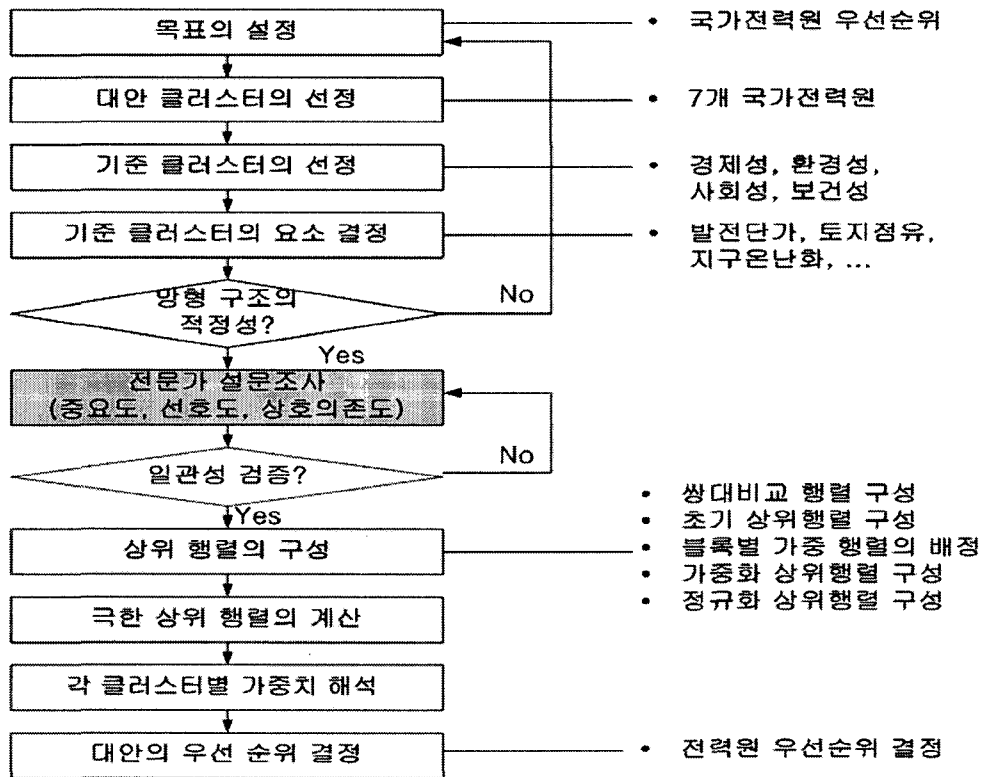 목표의 설정
• 국가전력원 우선순위
대안 클러스터의 선정
• 7개 국가전력원
기준 클러스터의 선정
• 경제성, 환경성,
사회성, 보건성
기준 클러스터의 요소 결정
• 발전단가, 토지점유,
지구온난화, ...
망형 구조의
적정성?
No
Yes
전문가 설문조사
(중요도, 선호도, 상호의존도)
일관성 검증?
No
Yes
상위 행렬의 구성
• 쌍대비교 행렬 구성
• 초기 상위행렬 구성
• 블록별 가중 행렬의 배정
• 가중화 상위행렬 구성
• 정규화 상위행렬 구성
극한 상위 행렬의 계산
각 클러스터별 가중치 해석
대안의 우선 순위 결정
• 전력원 우선순위 결정